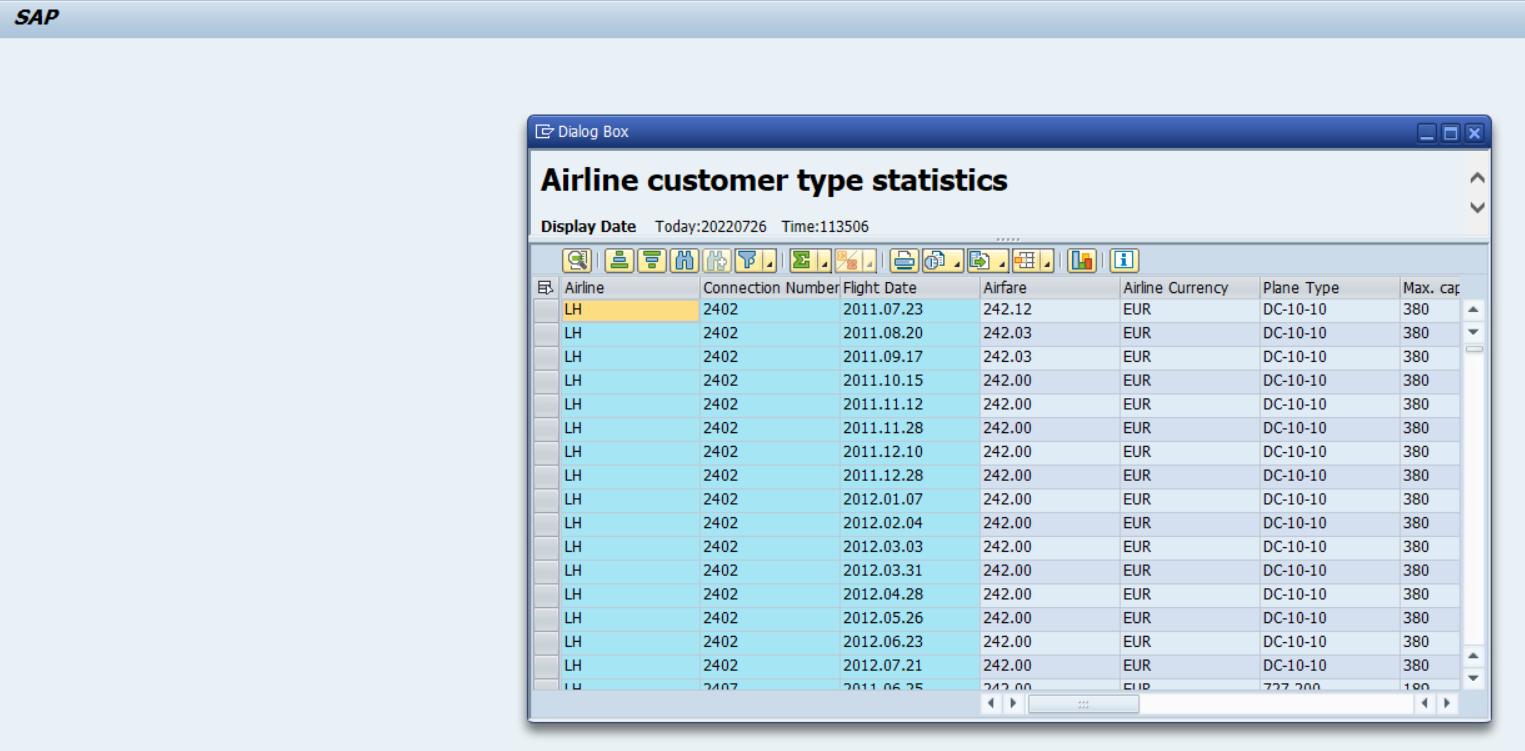 SAP
Dialog Box
Airline customer type statistics
Display Date Today:20220726 Time:113506
Airline Connection Number Flight Date Airfare Airline Currency Plane Type Max. cap
LH 2402 2011.07.23 242.12 EUR DC-10-10 380
LH 2402 2011.08.20 242.03 EUR DC-10-10 380
LH 2402 2011.09.17 242.03 EUR DC-10-10 380
LH 2402 2011.10.15 242.00 EUR DC-10-10 380
LH 2402 2011.11.12 242.00 EUR DC-10-10 380
LH 2402 2011.11.28 242.00 EUR DC-10-10 380
LH 2402 2011.12.10 242.00 EUR DC-10-10 380
LH 2402 2011.12.28 242.00 EUR DC-10-10 380
LH 2402 2012.01.07 242.00 EUR DC-10-10 380
LH 2402 2012.02.04 242.00 EUR DC-10-10 380
LH 2402 2012.03.03 242.00 EUR DC-10-10 380
LH 2402 2012.03.31 242.00 EUR DC-10-10 380
LH 2402 2012.04.28 242.00 EUR DC-10-10 380
LH 2402 2012.05.26 242.00 EUR DC-10-10 380
LH 2402 2012.06.23 242.00 EUR DC-10-10 380
LH 2402 2012.07.21 242.00 EUR DC-10-10 380
LH 2407 2011.06.25 242.00 EUR 727-200 189